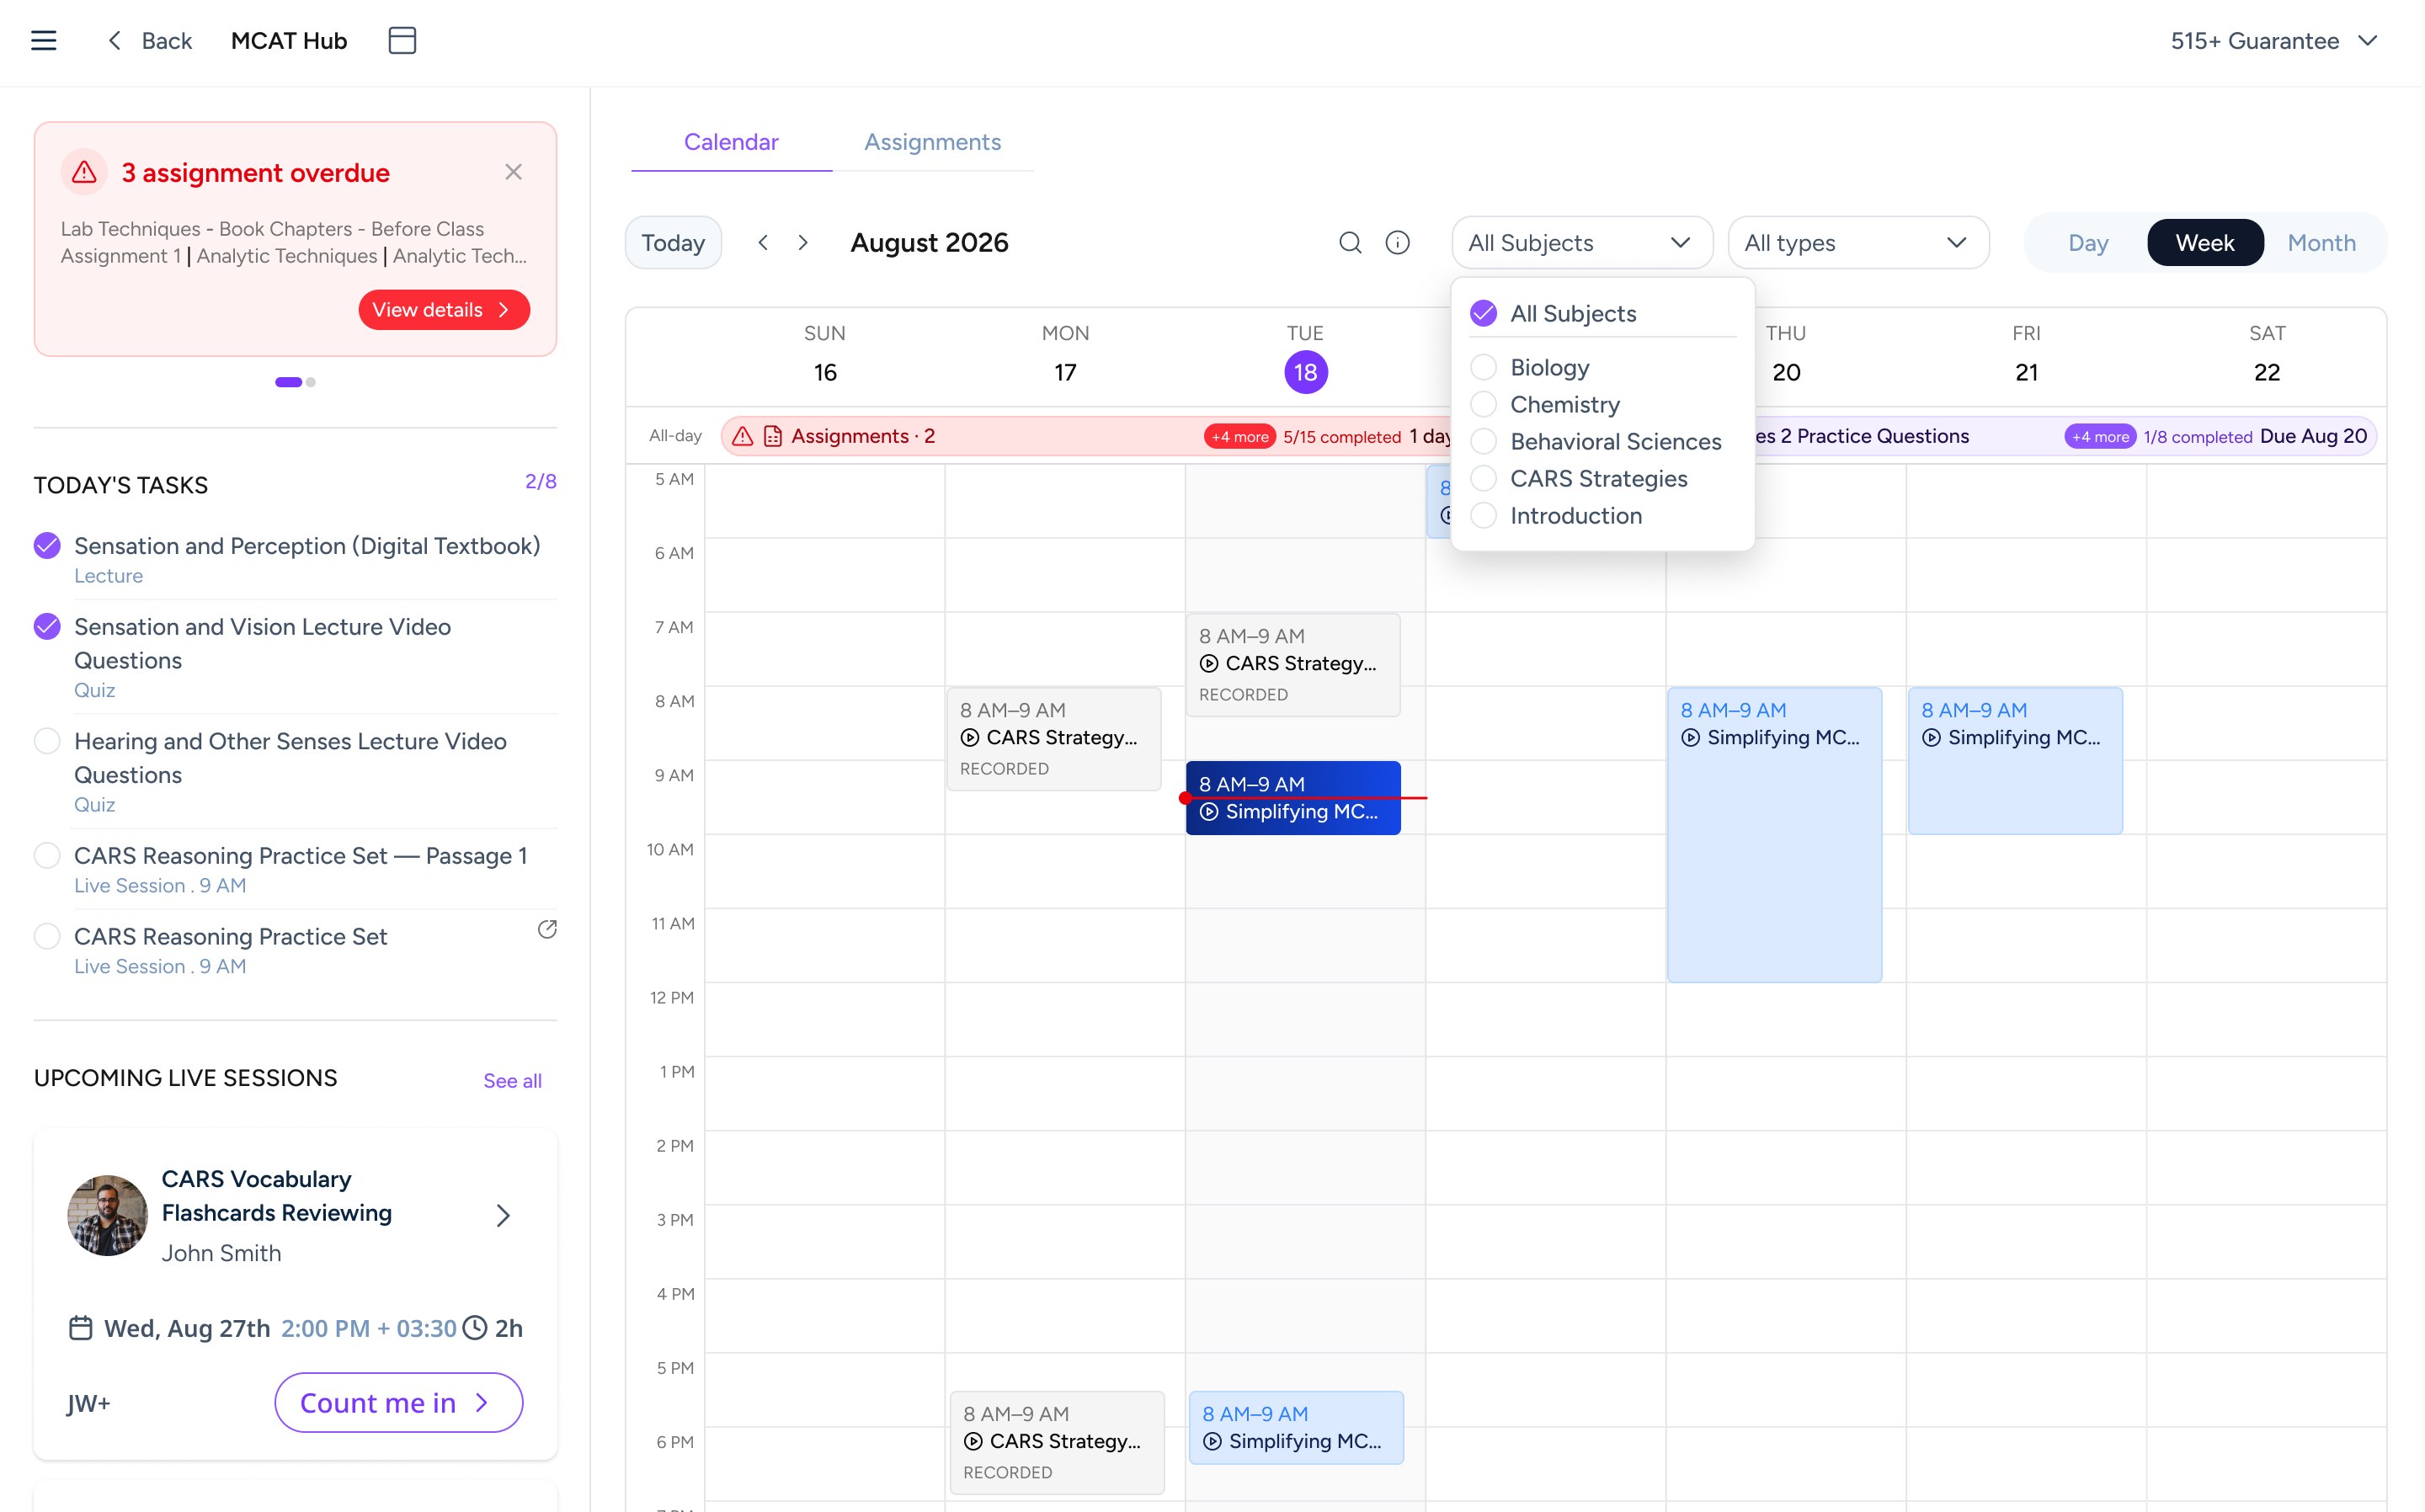 Back
MCAT Hub
515+ Guarantee
3 assignment overdue
Lab Techniques - Book Chapters - Before Class
Assignment 1 | Analytic Techniques | Analytic Tech...
View details
TODAY'S TASKS
2/8
Sensation and Perception (Digital Textbook)
Lecture
Sensation and Vision Lecture Video
Questions
Quiz
Hearing and Other Senses Lecture Video
Questions
Quiz
CARS Reasoning Practice Set — Passage 1
Live Session . 9 AM
CARS Reasoning Practice Set
Live Session . 9 AM
UPCOMING LIVE SESSIONS
See all
CARS Vocabulary
Flashcards Reviewing
John Smith
Wed, Aug 27th 2:00 PM + 03:30 2h
JW+
Count me in
Calendar
Assignments
Today
August 2026
All Subjects
All types
Day
Week
Month
All Subjects
Biology
Chemistry
Behavioral Sciences
CARS Strategies
Introduction
SUN
16
MON
17
TUE
18
THU
20
FRI
21
SAT
22
All-day
Assignments · 2
+4 more
5/15 completed
1 day
es 2 Practice Questions
+4 more
1/8 completed
Due Aug 20
5 AM
8
6 AM
7 AM
8 AM–9 AM
CARS Strategy...
RECORDED
8 AM
8 AM–9 AM
CARS Strategy...
RECORDED
8 AM–9 AM
Simplifying MC...
8 AM–9 AM
Simplifying MC...
9 AM
8 AM–9 AM
Simplifying MC...
10 AM
11 AM
12 PM
1 PM
2 PM
3 PM
4 PM
5 PM
8 AM–9 AM
CARS Strategy...
RECORDED
8 AM–9 AM
Simplifying MC...
6 PM